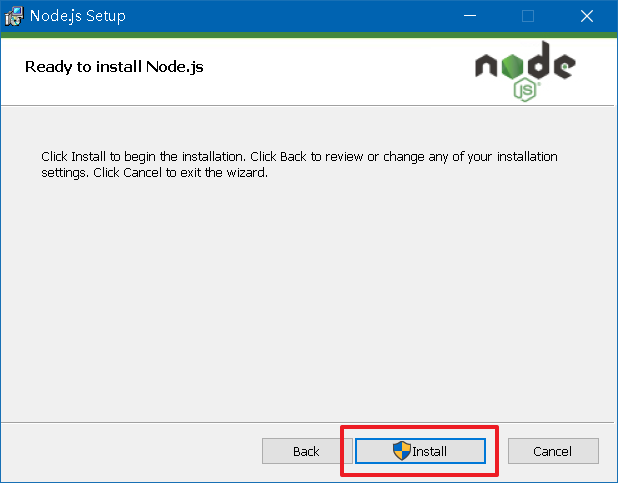 Node.js Setup
Ready to install Node.js
node
JS
Click Install to begin the installation. Click Back to review or change any of your installation
settings. Click Cancel to exit the wizard.
Back
Install
Cancel